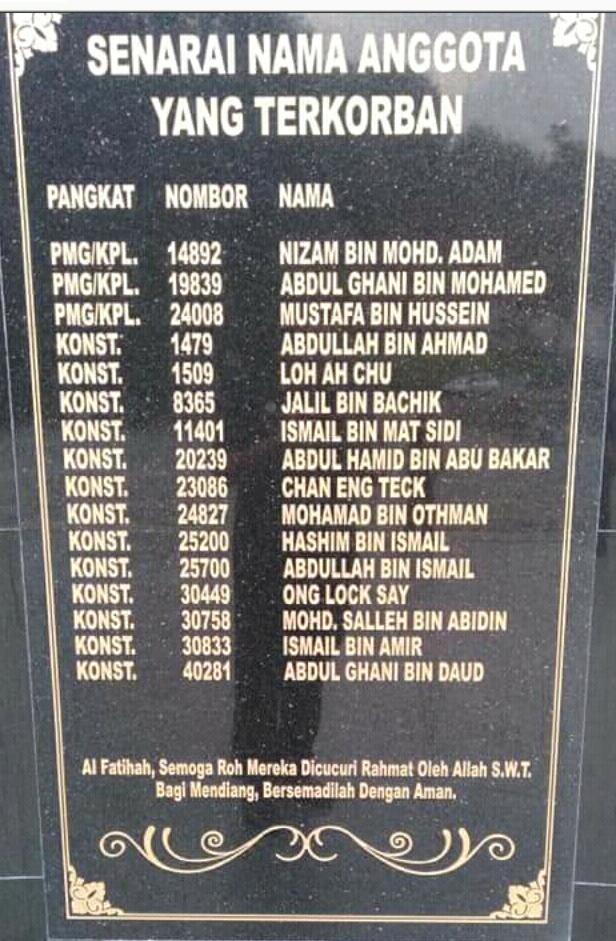 SENARAI NAMA ANGGOTA
YANG TERKORBAN
PANGKAT NOMBOR NAMA
PMG/KPL. 14892 NIZAM BIN MOHD. ADAM
PMG/KPL. 19839 ABDUL GHANI BIN MOHAMED
PMG/KPL. 24008 MUSTAFA BIN HUSSEIN
KONST. 1479 ABDULLAH BIN AHMAD
KONST. 1509 LOH AH CHU
KONST. 8365 JALIL BIN BACHIK
KONST. 11401 ISMAIL BIN MAT SIDI
KONST. 20239 ABDUL HAMID BIN ABU BAKAR
KONST. 23086 CHAN ENG TECK
KONST. 24827 MOHAMAD BIN OTHMAN
KONST. 25200 HASHIM BIN ISMAIL
KONST. 25700 ABDULLAH BIN ISMAIL
KONST. 30449 ONG LOCK SAY
KONST. 30758 MOHD. SALLEH BIN ABIDIN
KONST. 30833 ISMAIL BIN AMIR
KONST. 40281 ABDUL GHANI BIN DAUD
Al Fatihah, Semoga Roh Mereka Dicucuri Rahmat Oleh Allah S.W.T.
Bagi Mendiang, Bersemadilah Dengan Aman.